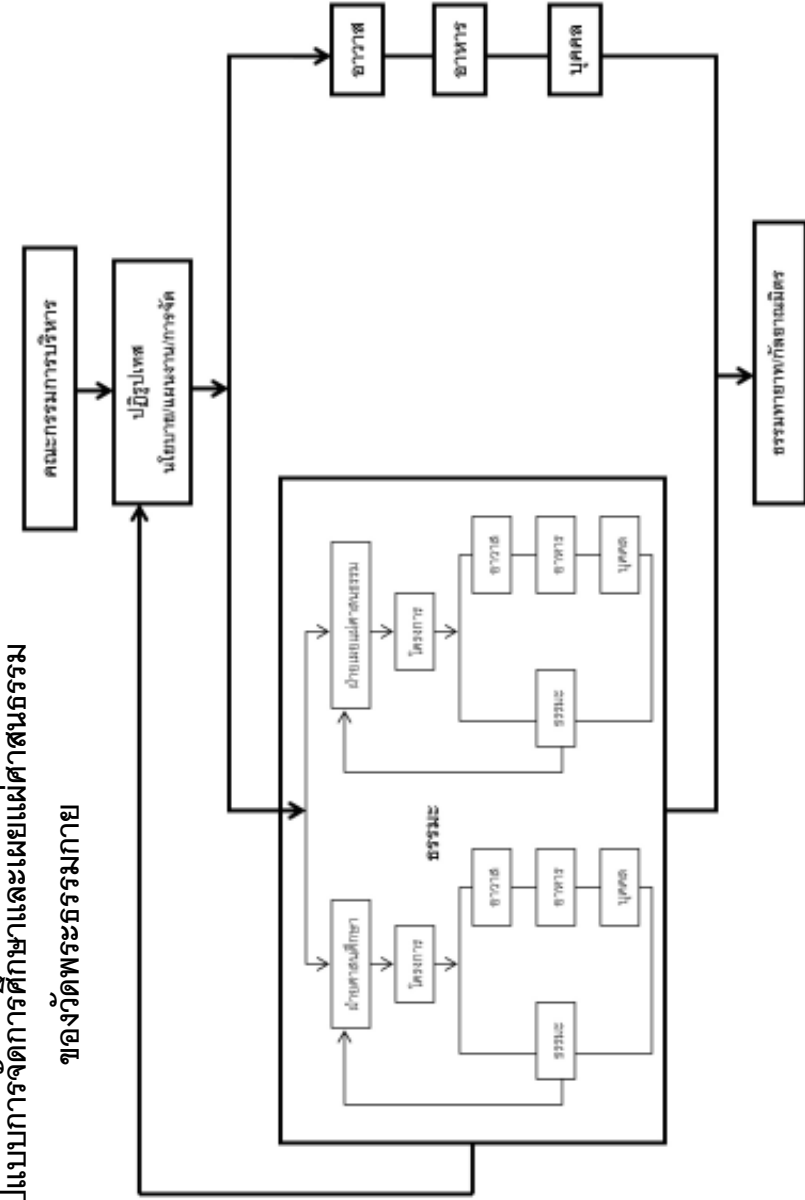 ปแบบการจัดการศึกษาและเผยแผ่ศาสนธรรม
ของวัดพระธรรมกาย
คณะกรรมการบริหาร
ปฏิรูปเทส
นโยบาย/แผนงาน/การจัด
ธรรมะ
ฝ่ายศาสนศึกษา
โครงการ
ธรรมะ
อาวาส
อาหาร
บุคคล
ฝ่ายเผยแผ่ศาสนธรรม
โครงการ
ธรรมะ
อาวาส
อาหาร
บุคคล
อาวาส
อาหาร
บุคคล
ธรรมทายาท/กัลยาณมิตร